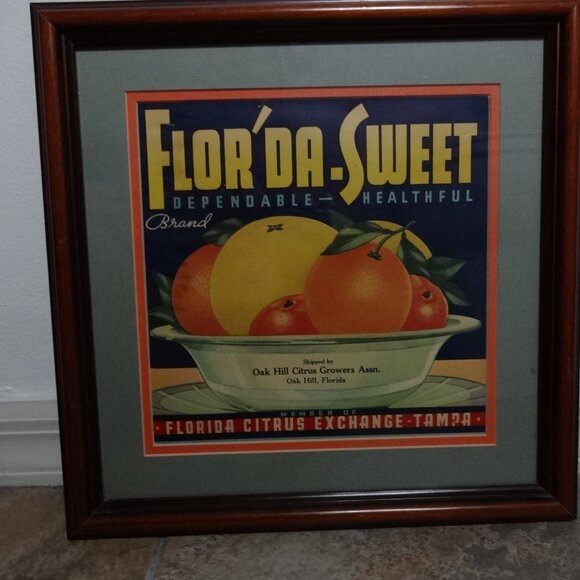 FLOR'DA-SWEET
DEPENDABLE — HEALTHFUL
Brand
Shipped by
Oak Hill Citrus Growers Assn.
Oak Hill, Florida
MEMBER OF
· FLORIDA CITRUS EXCHANGE - TAMPA ·